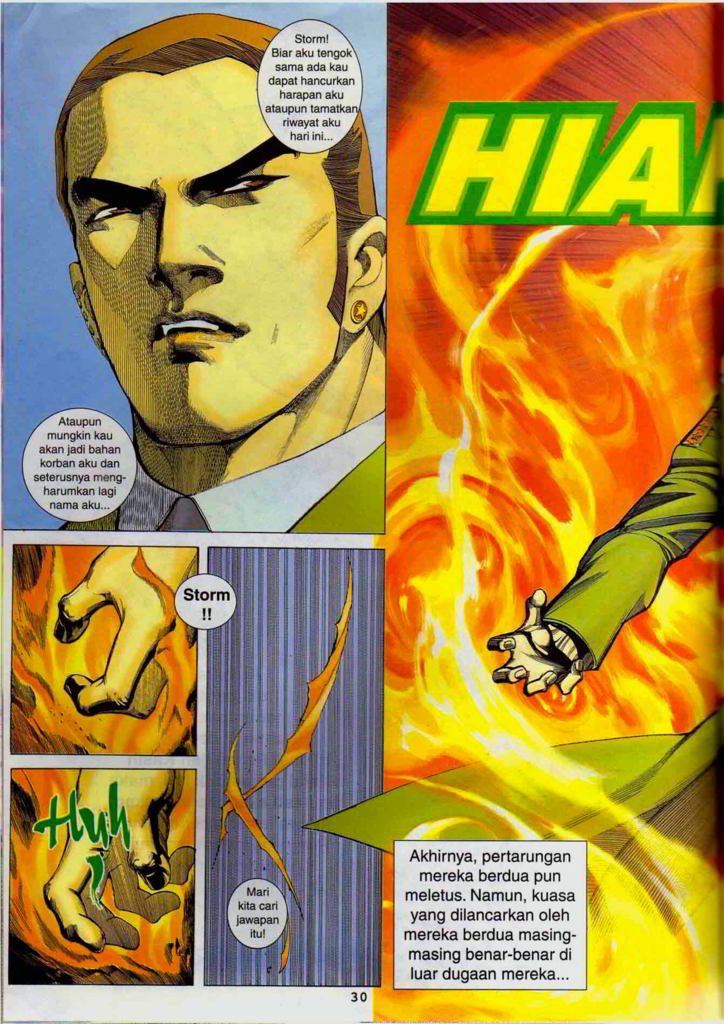 Storm!
Biar aku tengok
sama ada kau
dapat hancurkan
harapan aku
ataupun tamatkan
riwayat aku
hari ini...
Ataupun
mungkin kau
akan jadi bahan
korban aku dan
seterusnya meng-
harumkan lagi
nama aku...
Storm
!!
Huh
Mari
kita cari
jawapan
itu!
HIA
Akhirnya, pertarungan
mereka berdua pun
meletus. Namun, kuasa
yang dilancarkan oleh
mereka berdua masing-
masing benar-benar di
luar dugaan mereka...
30